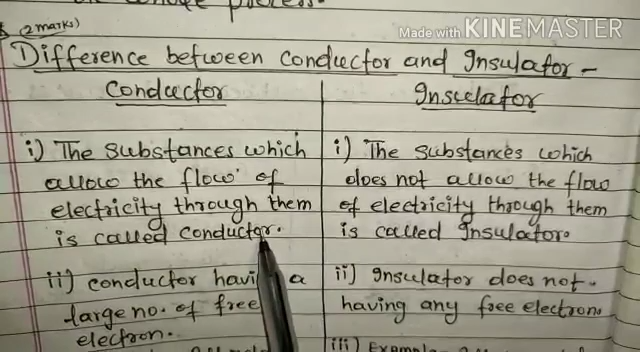 process.
(2 marks)
Made with KINEMASTER
Difference between conductor and Insulator -
Conductor
Insulator
i) The substances which
allow the flow of
electricity through them
is called conductor.
ii) conductor having a
large no. of free
electron.
i) The substances which
does not allow the flow
of electricity through them
is called Insulator.
ii) Insulator does not
having any free electron.
iii)